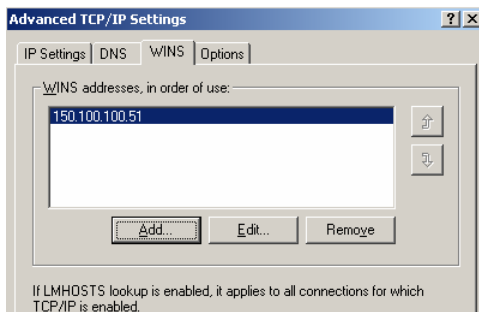 Advanced TCP/IP Settings
IP Settings DNS WINS Options
WINS addresses, in order of use:
150.100.100.51
Add... Edit... Remove
If LMHOSTS lookup is enabled, it applies to all connections for which
TCP/IP is enabled.